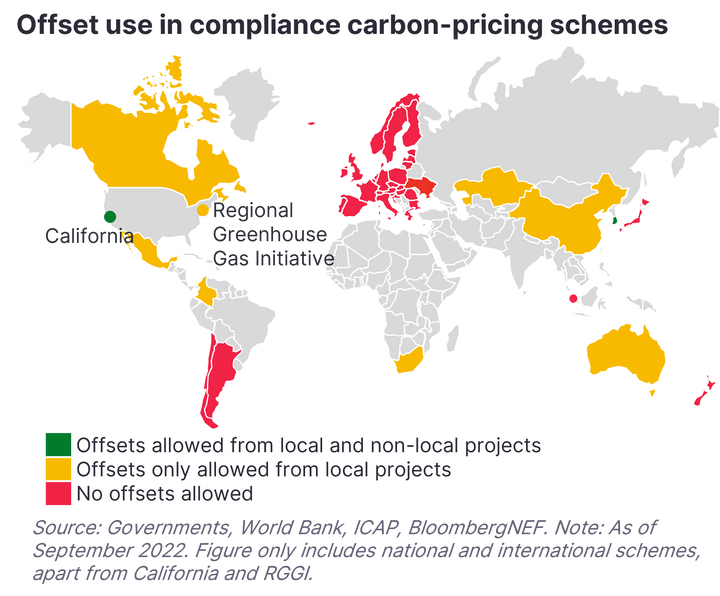 Offset use in compliance carbon-pricing schemes
Regional
Greenhouse
Gas Initiative
California
Offsets allowed from local and non-local projects
Offsets only allowed from local projects
No offsets allowed
Source: Governments, World Bank, ICAP, BloombergNEF. Note: As of
September 2022. Figure only includes national and international schemes,
apart from California and RGGI.